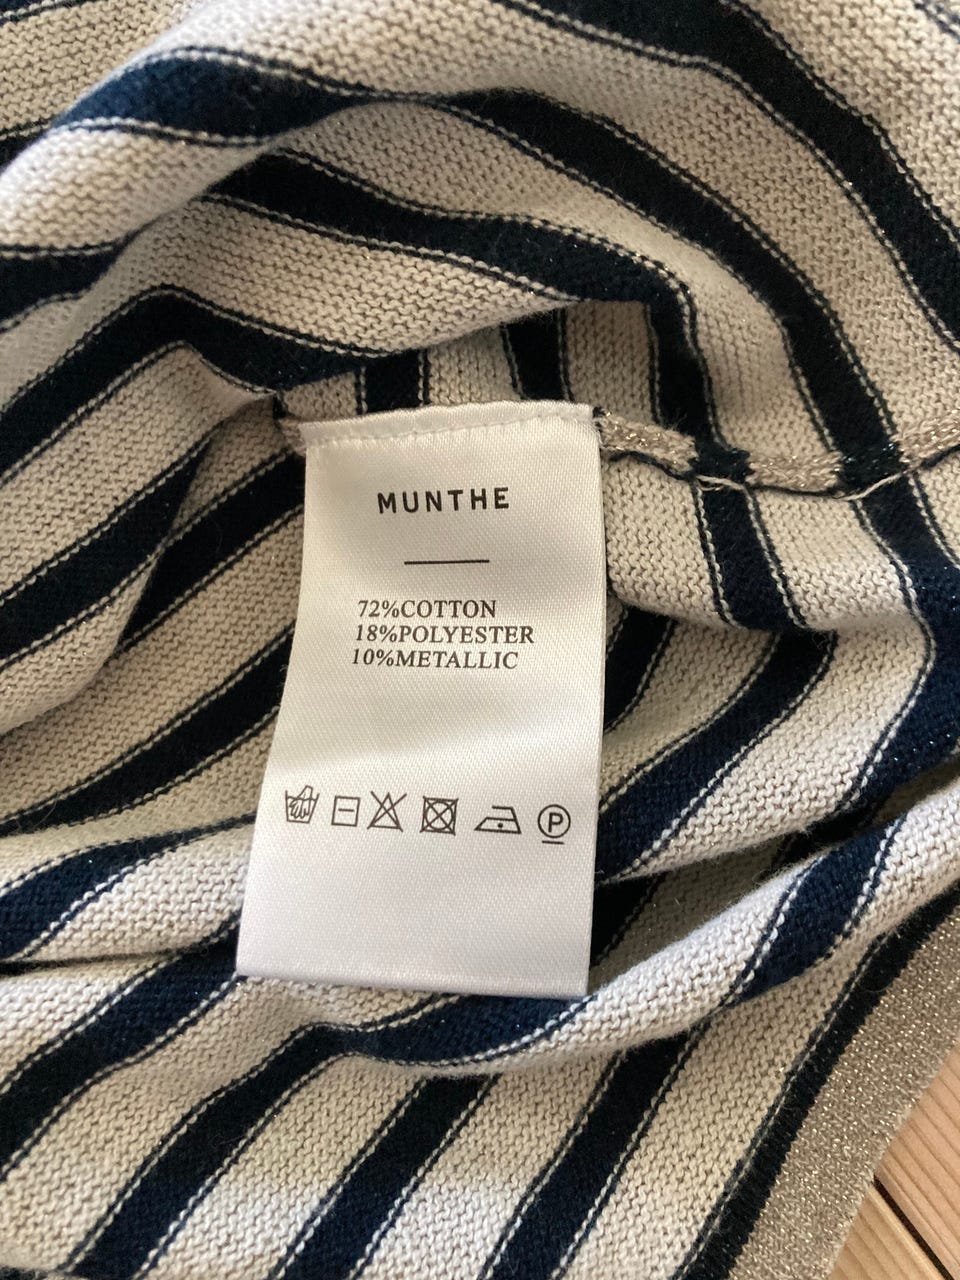 MUNTHE
72%COTTON
18%POLYESTER
10%METALLIC
P